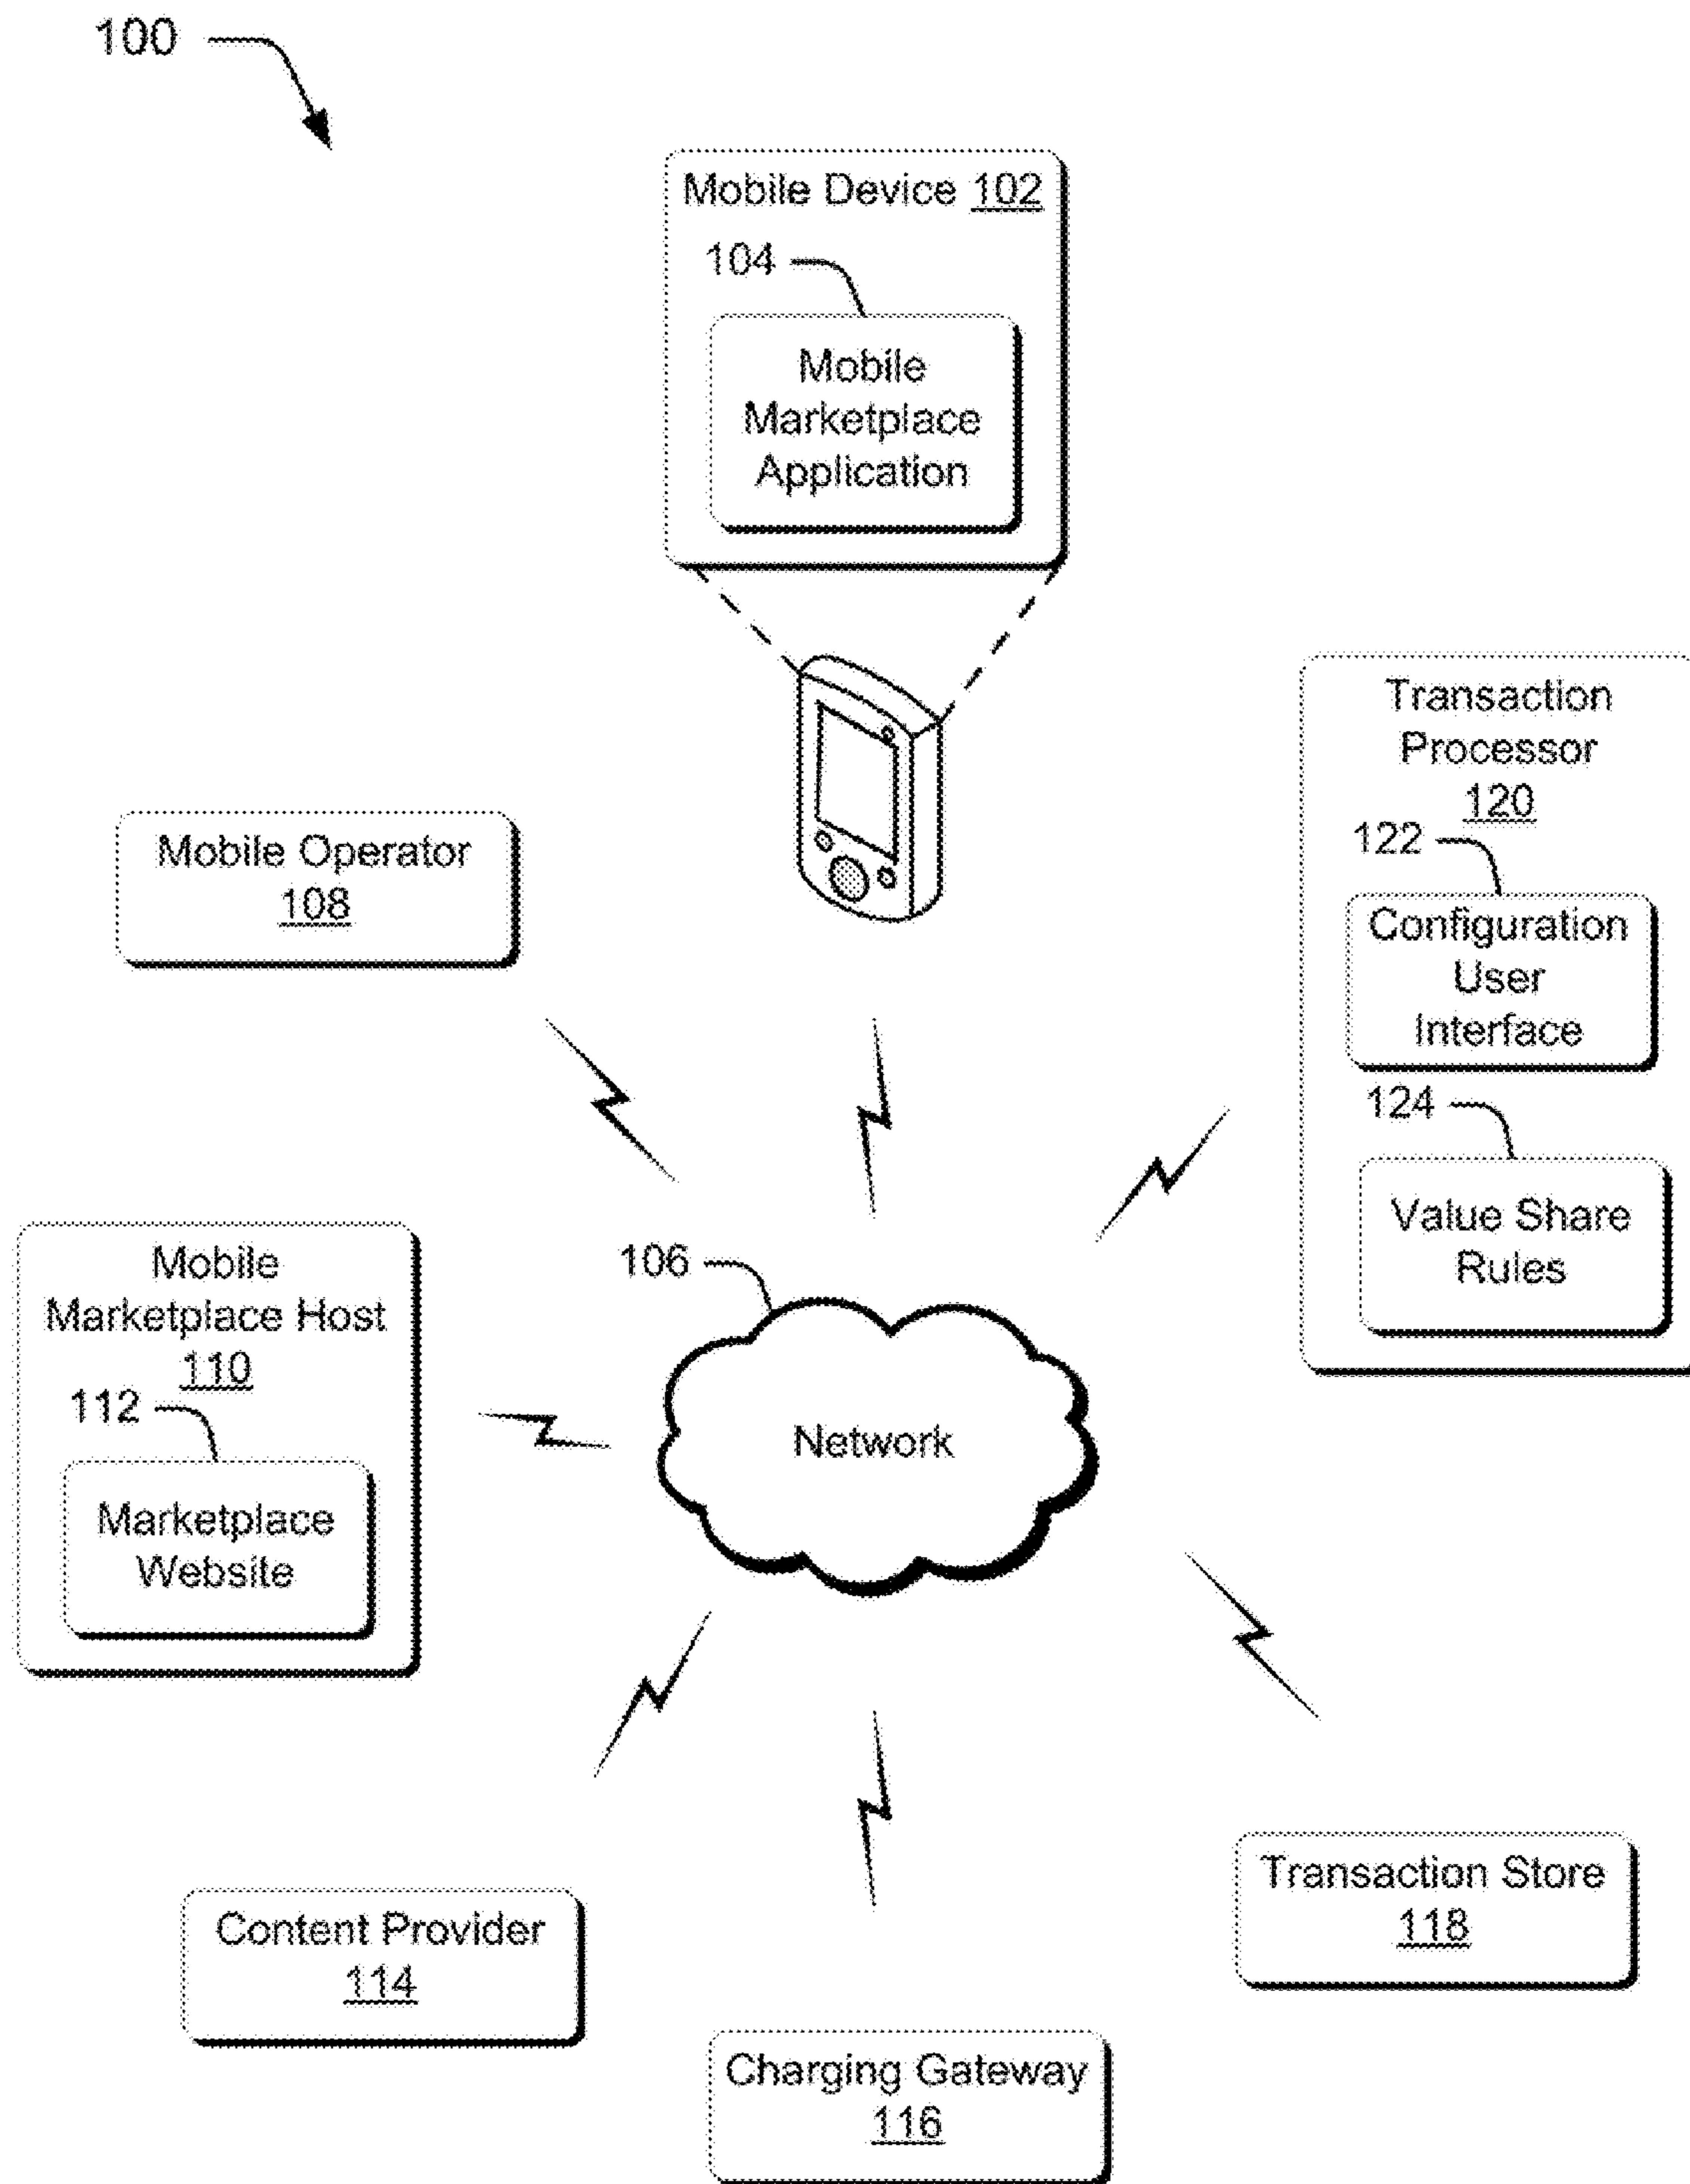 100
Mobile Device 102
104
Mobile
Marketplace
Application
Transaction
Processor
120
122
Configuration
User
Interface
124
Value Share
Rules
Mobile Operator
108
106
Network
Mobile
Marketplace Host
110
112
Marketplace
Website
Transaction Store
118
Content Provider
114
Charging Gateway
116